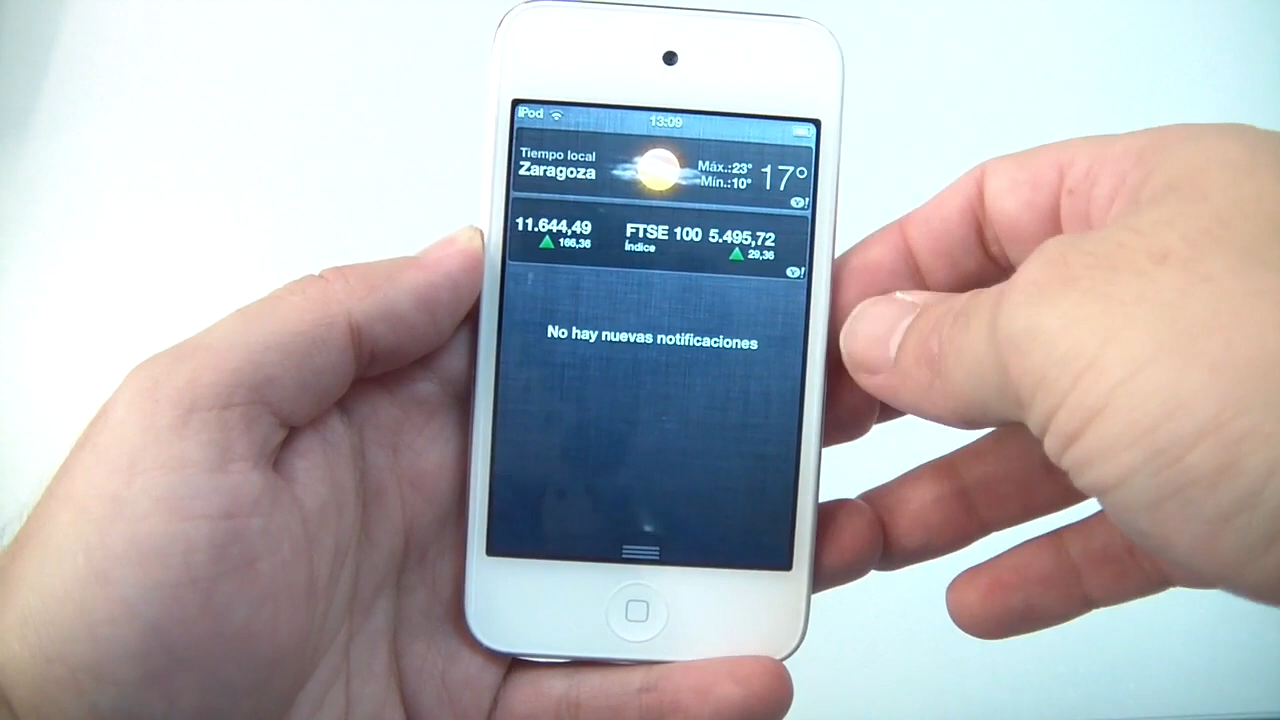 iPod 13:09
Tiempo local
Zaragoza
Máx.:23°
Mín.:10°
17°
Y!
11.644,49
166,36
FTSE 100 5.495,72
Índice
29,36
Y!
No hay nuevas notificaciones